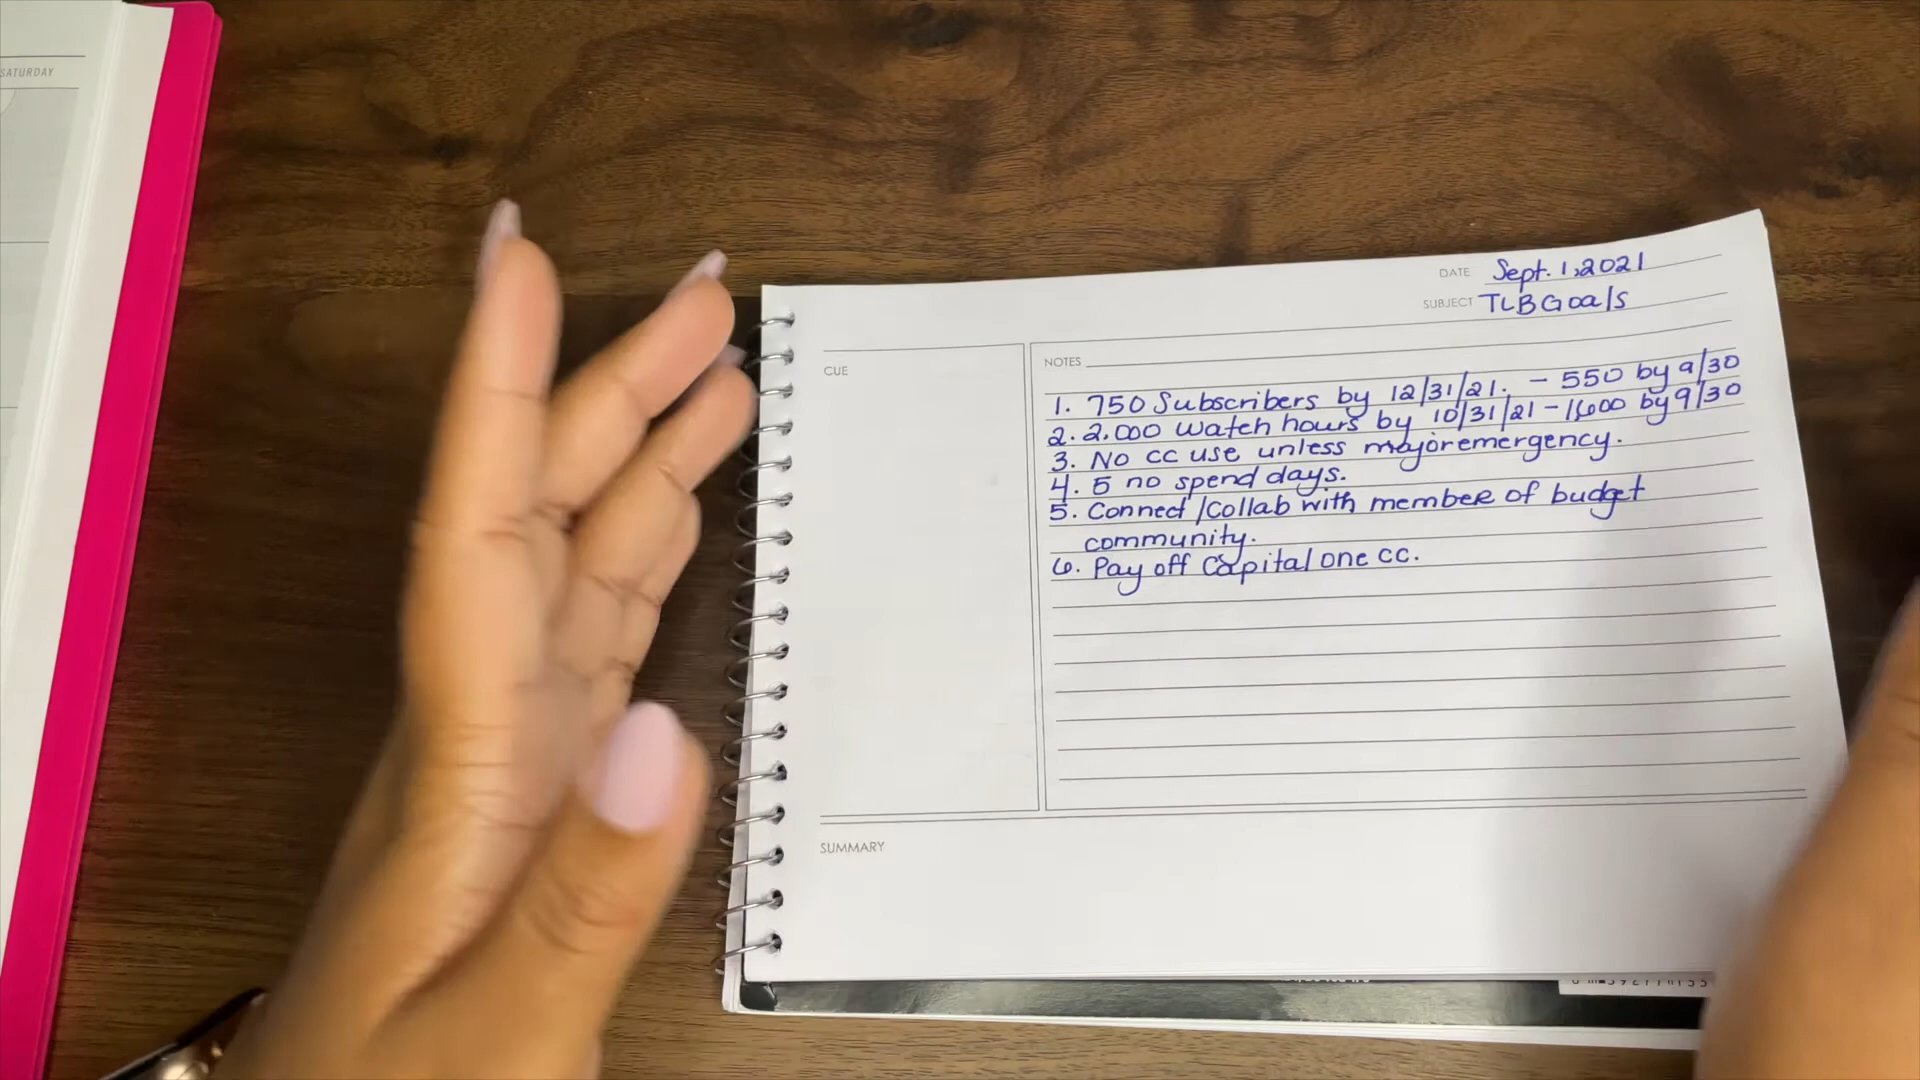 SATURDAY
DATE Sept. 1, 2021
SUBJECT TLB Goals
CUE
NOTES
1. 750 Subscribers by 12/31/21. - 550 by 9/30
2. 2,000 watch hours by 10/31/21 - 1600 by 9/30
3. No cc use unless major emergency.
4. 5 no spend days.
5. Connect/Collab with member of budget
community.
6. Pay off Capital One cc.
SUMMARY